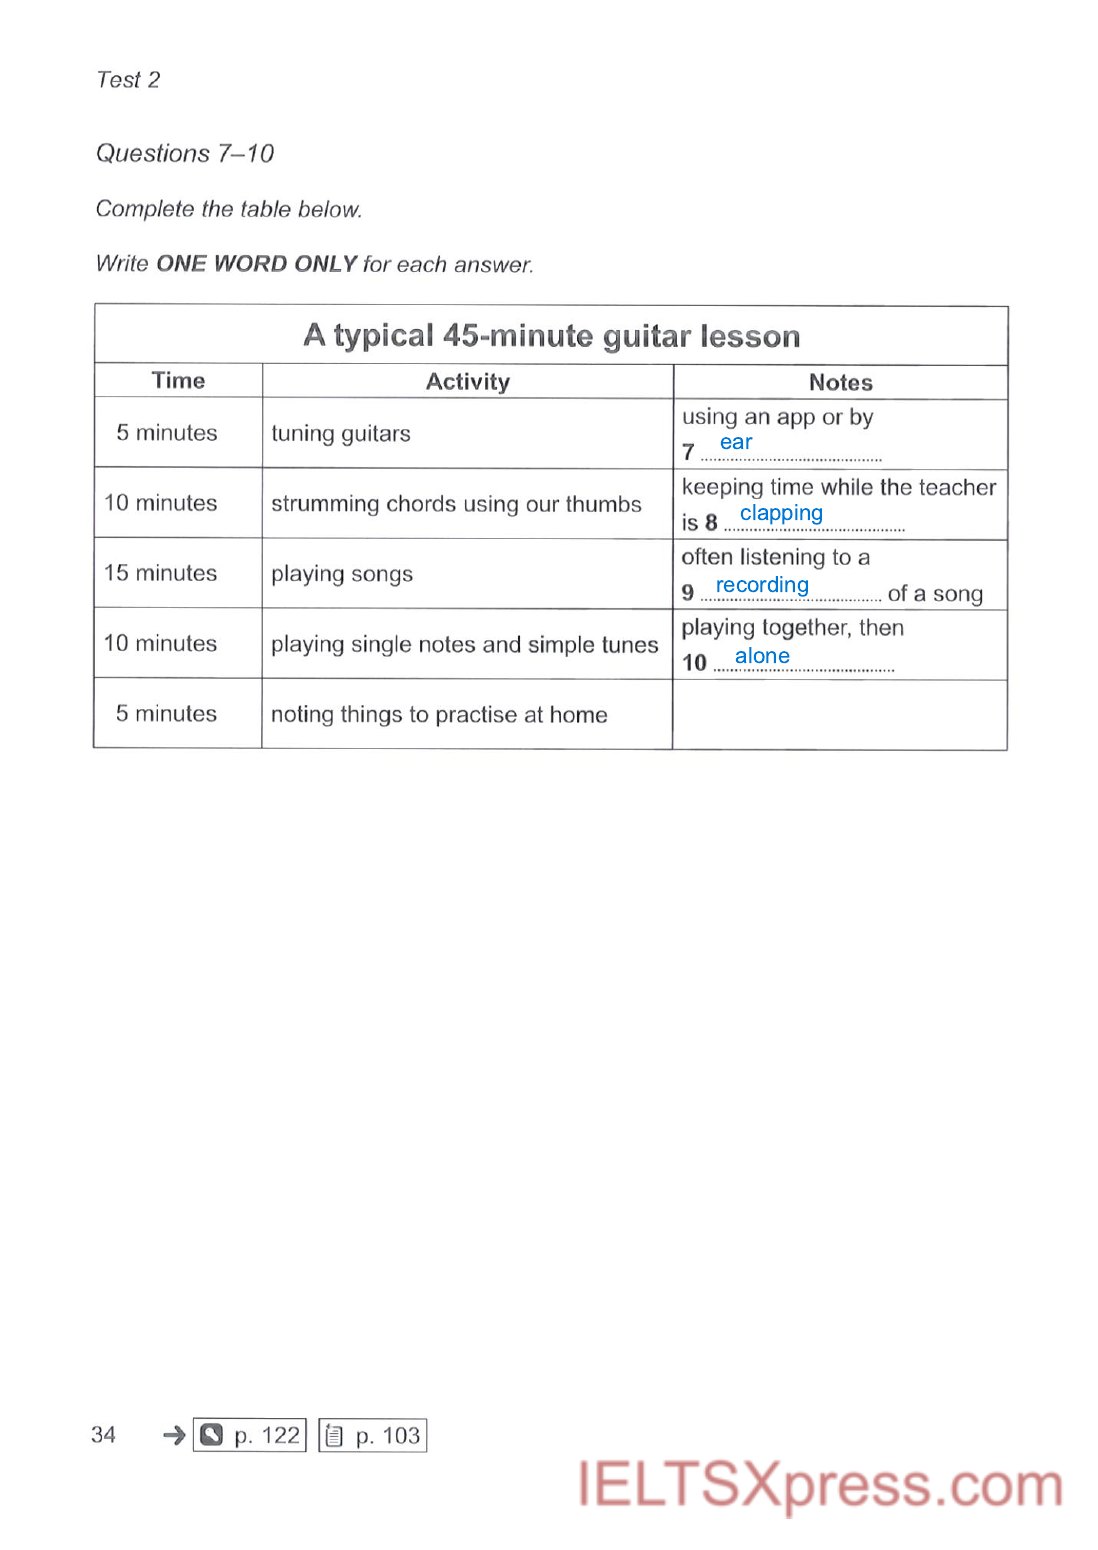 Test 2
Questions 7–10
Complete the table below.
Write ONE WORD ONLY for each answer.
A typical 45-minute guitar lesson
Time Activity Notes
5 minutes tuning guitars using an app or by
7 ear
10 minutes strumming chords using our thumbs keeping time while the teacher
is 8 clapping
15 minutes playing songs often listening to a
9 recording of a song
10 minutes playing single notes and simple tunes playing together, then
10 alone
5 minutes noting things to practise at home
34 → p. 122 p. 103
IELTSXpress.com